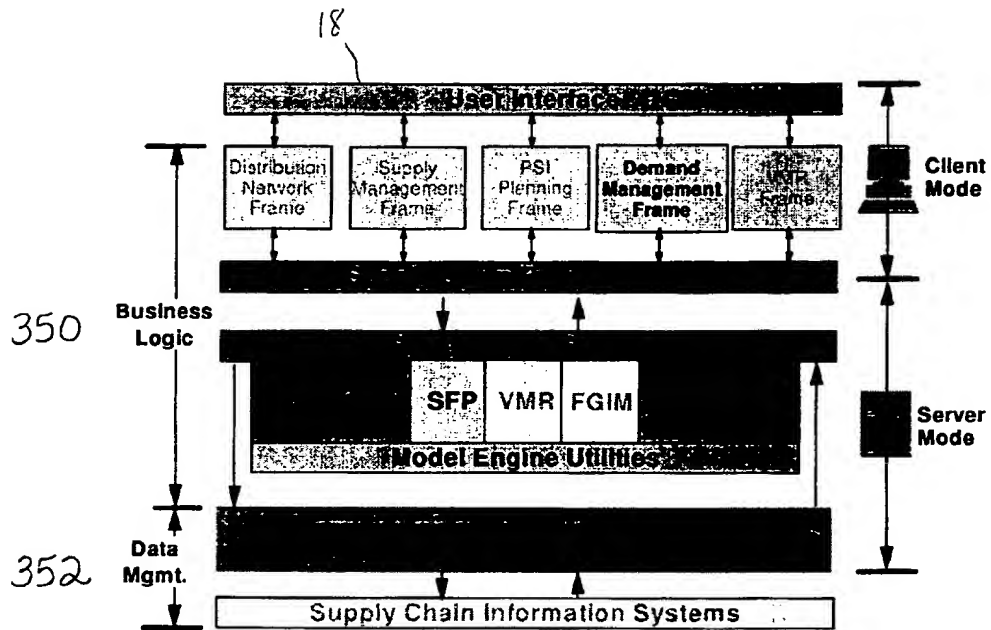 18
User Interface
Distribution
Network
Frame
Supply
Management
Frame
PSI
Planning
Frame
Demand
Management
Frame
VMR
Frame
Client
Mode
350
Business
Logic
SFP
VMR
FGIM
Model Engine Utilities
Server
Mode
352
Data
Mgmt.
Supply Chain Information Systems